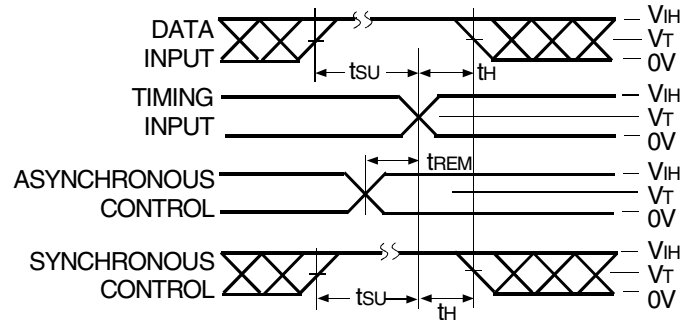 DATA
INPUT
tSU
tH
VIH
VT
0V
TIMING
INPUT
VIH
VT
0V
tREM
ASYNCHRONOUS
CONTROL
VIH
VT
0V
SYNCHRONOUS
CONTROL
tSU
tH
VIH
VT
0V